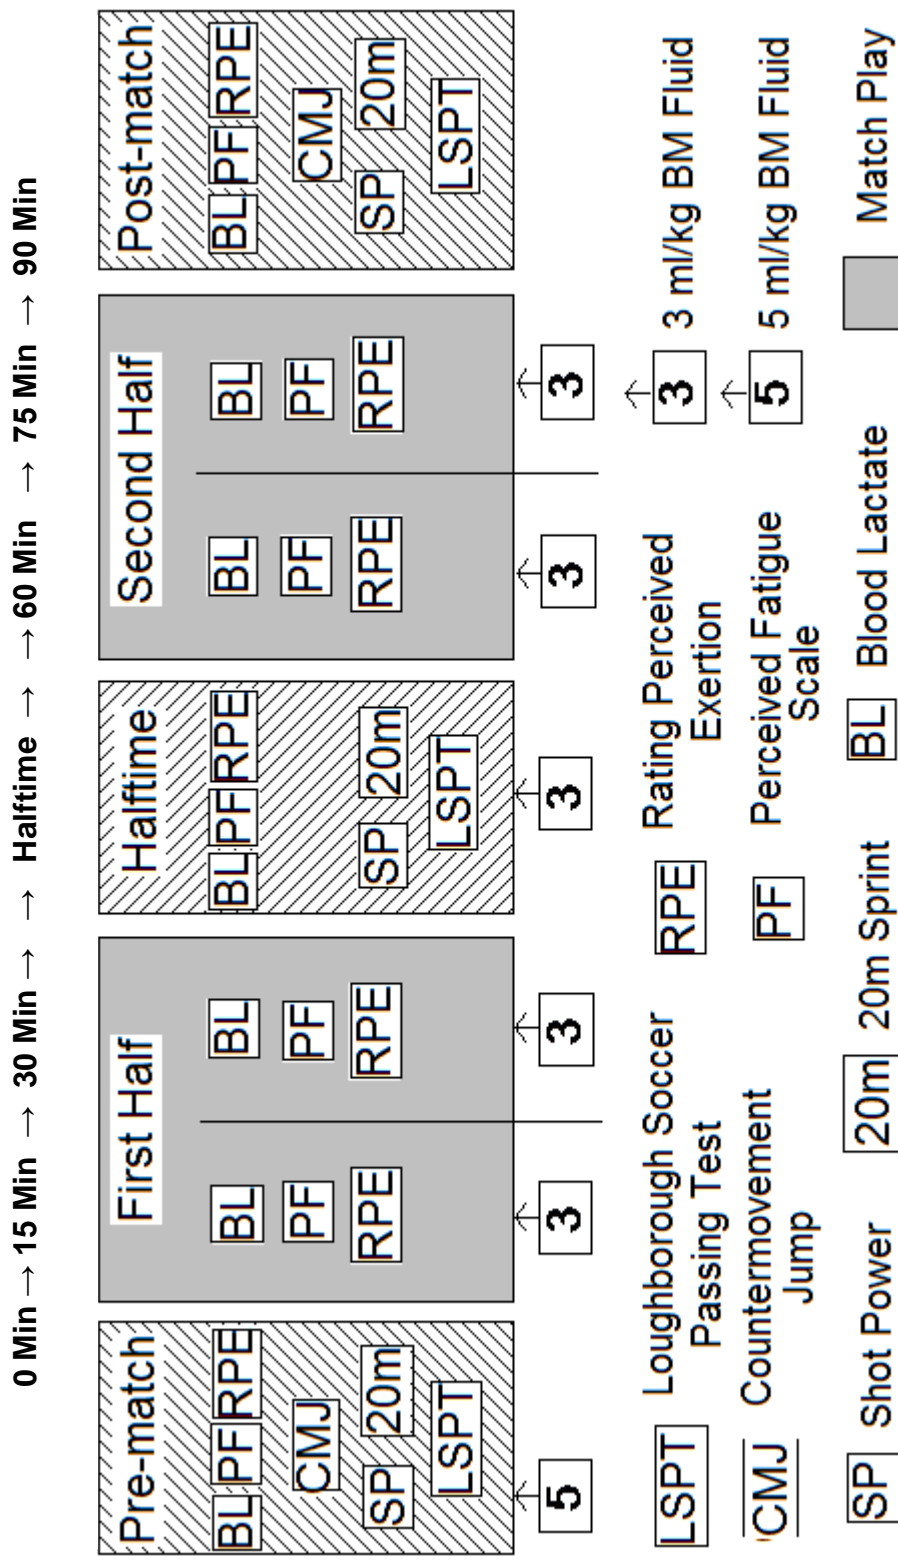 0 Min → 15 Min → 30 Min → → Halftime → → 60 Min → 75 Min → 90 Min
Pre-match
BL PF RPE
CMJ
SP 20m
LSPT
5
First Half
BL BL
PF PF
RPE RPE
3 3
Halftime
BL PF RPE
SP 20m
LSPT
3
Second Half
BL BL
PF PF
RPE RPE
3 3
Post-match
BL PF RPE
CMJ
SP 20m
LSPT
LSPT Loughborough Soccer
Passing Test
RPE Rating Perceived
Exertion
3 3 ml/kg BM Fluid
CMJ Countermovement
Jump
PF Perceived Fatigue
Scale
5 5 ml/kg BM Fluid
SP Shot Power
20m 20m Sprint
BL Blood Lactate
Match Play